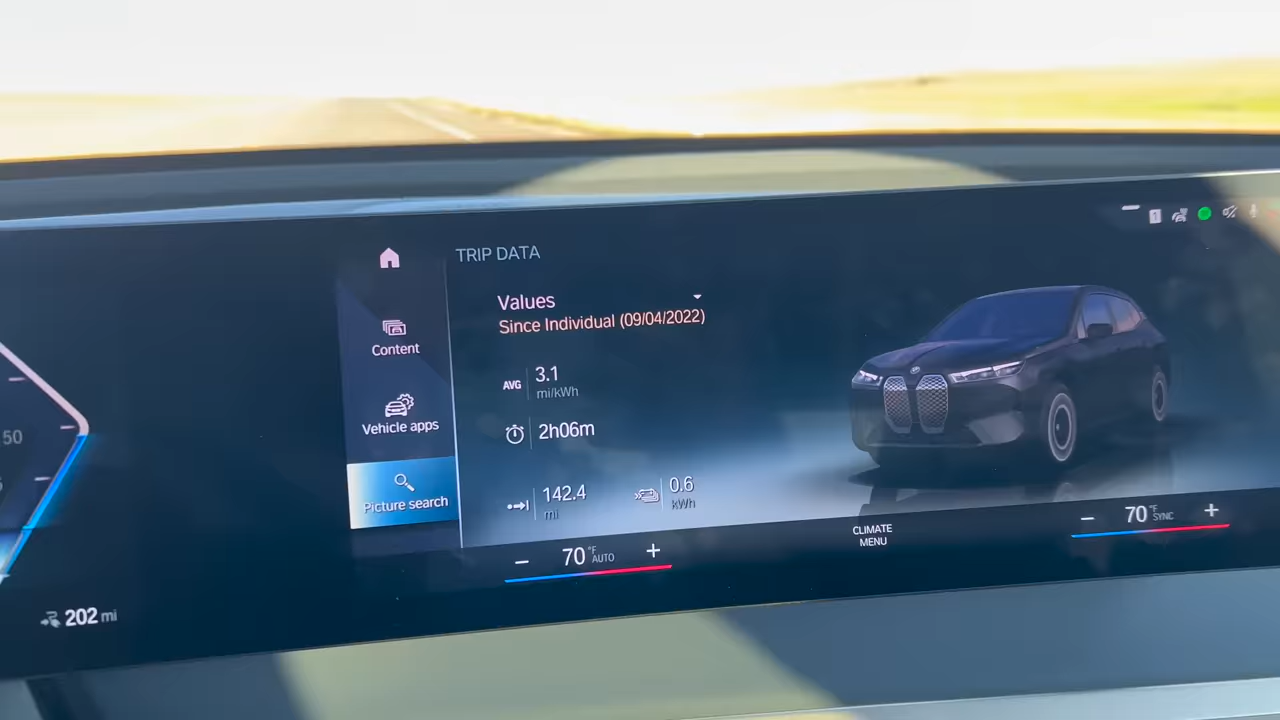 TRIP DATA
Values
Since Individual (09/04/2022)
Content
AVG 3.1
mi/kWh
Vehicle apps
2h06m
Picture search
142.4
mi
0.6
kWh
50
− 70 °F AUTO +
CLIMATE
MENU
− 70 °F SYNC +
202 mi